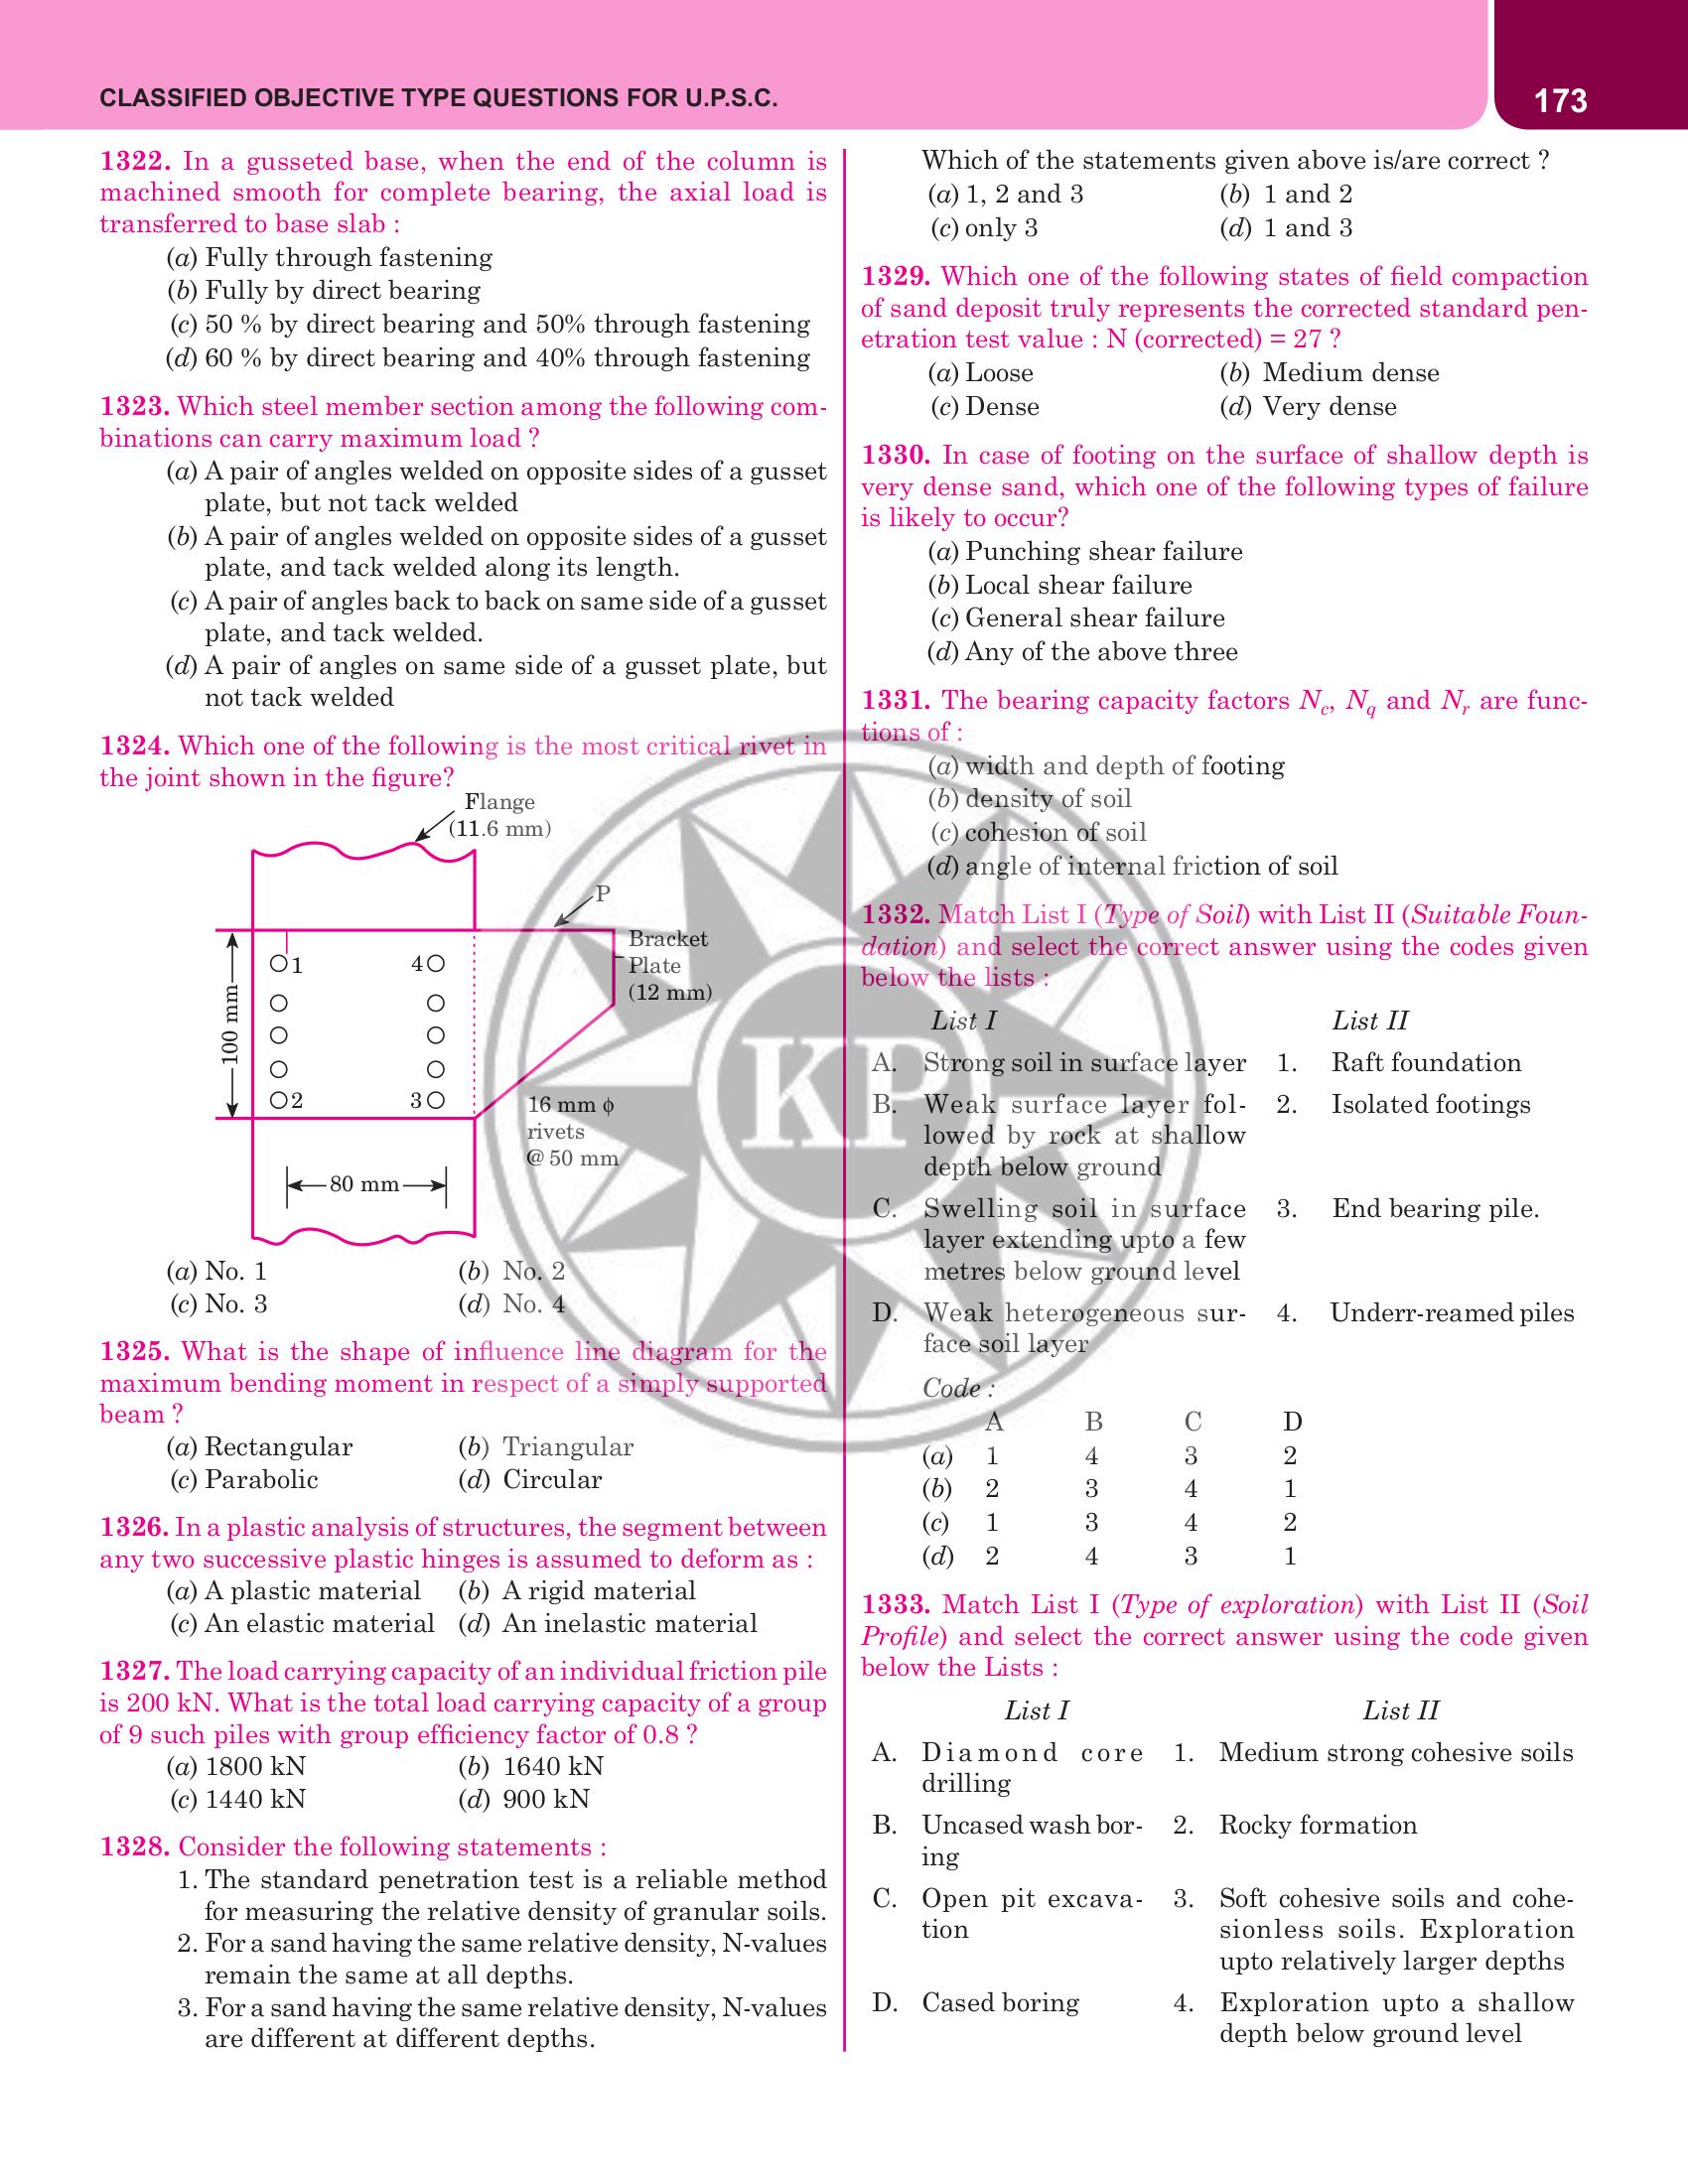 CLASSIFIED OBJECTIVE TYPE QUESTIONS FOR U.P.S.C.
173
1322. In a gusseted base, when the end of the column is
machined smooth for complete bearing, the axial load is
transferred to base slab :
(a) Fully through fastening
(b) Fully by direct bearing
(c) 50 % by direct bearing and 50% through fastening
(d) 60 % by direct bearing and 40% through fastening
1323. Which steel member section among the following com-
binations can carry maximum load ?
(a) A pair of angles welded on opposite sides of a gusset
plate, but not tack welded
(b) A pair of angles welded on opposite sides of a gusset
plate, and tack welded along its length.
(c) A pair of angles back to back on same side of a gusset
plate, and tack welded.
(d) A pair of angles on same side of a gusset plate, but
not tack welded
1324. Which one of the following is the most critical rivet in
the joint shown in the figure?
Flange
(11.6 mm)
P
Bracket
Plate
(12 mm)
1
4
100 mm
2
3
16 mm ϕ
rivets
@ 50 mm
80 mm
(a) No. 1 (b) No. 2
(c) No. 3 (d) No. 4
1325. What is the shape of influence line diagram for the
maximum bending moment in respect of a simply supported
beam ?
(a) Rectangular (b) Triangular
(c) Parabolic (d) Circular
1326. In a plastic analysis of structures, the segment between
any two successive plastic hinges is assumed to deform as :
(a) A plastic material (b) A rigid material
(c) An elastic material (d) An inelastic material
1327. The load carrying capacity of an individual friction pile
is 200 kN. What is the total load carrying capacity of a group
of 9 such piles with group efficiency factor of 0.8 ?
(a) 1800 kN (b) 1640 kN
(c) 1440 kN (d) 900 kN
1328. Consider the following statements :
1. The standard penetration test is a reliable method
for measuring the relative density of granular soils.
2. For a sand having the same relative density, N-values
remain the same at all depths.
3. For a sand having the same relative density, N-values
are different at different depths.
Which of the statements given above is/are correct ?
(a) 1, 2 and 3 (b) 1 and 2
(c) only 3 (d) 1 and 3
1329. Which one of the following states of field compaction
of sand deposit truly represents the corrected standard pen-
etration test value : N (corrected) = 27 ?
(a) Loose (b) Medium dense
(c) Dense (d) Very dense
1330. In case of footing on the surface of shallow depth is
very dense sand, which one of the following types of failure
is likely to occur?
(a) Punching shear failure
(b) Local shear failure
(c) General shear failure
(d) Any of the above three
1331. The bearing capacity factors Nc, Nq and Nr are func-
tions of :
(a) width and depth of footing
(b) density of soil
(c) cohesion of soil
(d) angle of internal friction of soil
1332. Match List I (Type of Soil) with List II (Suitable Foun-
dation) and select the correct answer using the codes given
below the lists :
List I List II
A. Strong soil in surface layer 1. Raft foundation
B. Weak surface layer fol- 2. Isolated footings
lowed by rock at shallow
depth below ground
C. Swelling soil in surface 3. End bearing pile.
layer extending upto a few
metres below ground level
D. Weak heterogeneous sur- 4. Underr-reamed piles
face soil layer
Code :
A B C D
(a) 1 4 3 2
(b) 2 3 4 1
(c) 1 3 4 2
(d) 2 4 3 1
1333. Match List I (Type of exploration) with List II (Soil
Profile) and select the correct answer using the code given
below the Lists :
List I List II
A. Diamond core 1. Medium strong cohesive soils
drilling
B. Uncased wash bor- 2. Rocky formation
ing
C. Open pit excava- 3. Soft cohesive soils and cohe-
tion sionless soils. Exploration
upto relatively larger depths
D. Cased boring 4. Exploration upto a shallow
depth below ground level
KP